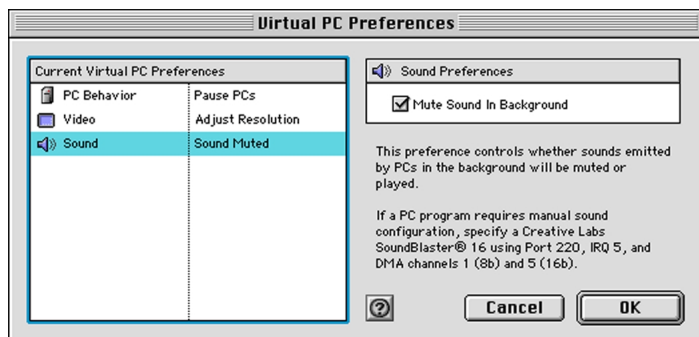 Virtual PC Preferences
Current Virtual PC Preferences
PC Behavior Pause PCs
Video Adjust Resolution
Sound Sound Muted
Sound Preferences
Mute Sound In Background
This preference controls whether sounds emitted
by PCs in the background will be muted or
played.
If a PC program requires manual sound
configuration, specify a Creative Labs
SoundBlaster® 16 using Port 220, IRQ 5, and
DMA channels 1 (8b) and 5 (16b).
?
Cancel
OK